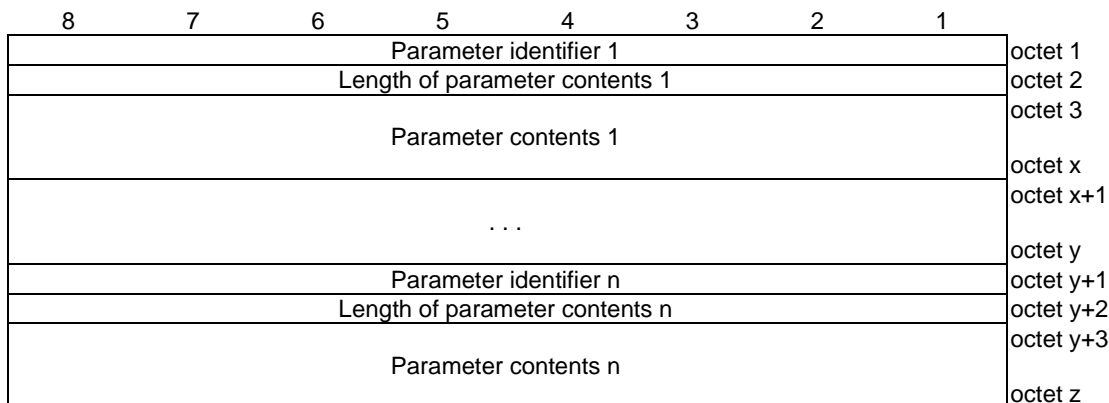 8 7 6 5 4 3 2 1
Parameter identifier 1 octet 1
Length of parameter contents 1 octet 2
octet 3
Parameter contents 1
octet x
octet x+1
. . .
octet y
Parameter identifier n octet y+1
Length of parameter contents n octet y+2
octet y+3
Parameter contents n
octet z